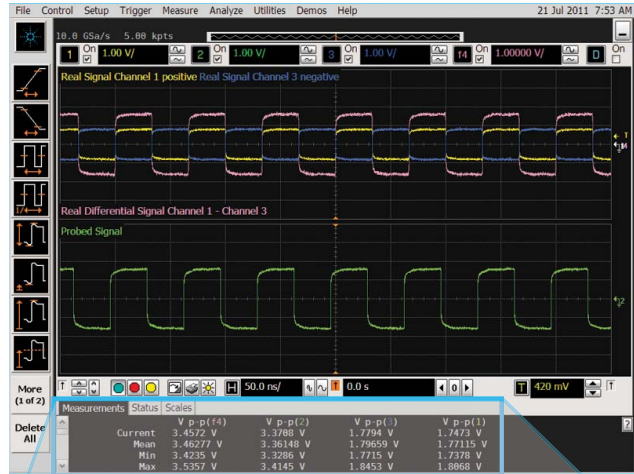 File Control Setup Trigger Measure Analyze Utilities Demos Help 21 Jul 2011 7:53 AM
10.0 GSa/s 5.00 kpts
1 On 1.00 V/ 2 On 1.00 V/ 3 On 1.00 V/ f4 On 1.00000 V/ D On
Real Signal Channel 1 positive Real Signal Channel 3 negative
Real Differential Signal Channel 1 - Channel 3
Probed Signal
More
(1 of 2)
Delete
All
H 50.0 ns/ 0.0 s 0 T 420 mV
Measurements Status Scales
V p-p(f4) V p-p(2) V p-p(3) V p-p(1)
Current 3.4572 V 3.3788 V 1.7794 V 1.7473 V
Mean 3.46277 V 3.36148 V 1.79659 V 1.77115 V
Min 3.4235 V 3.3286 V 1.7715 V 1.7378 V
Max 3.5357 V 3.4145 V 1.8453 V 1.8068 V